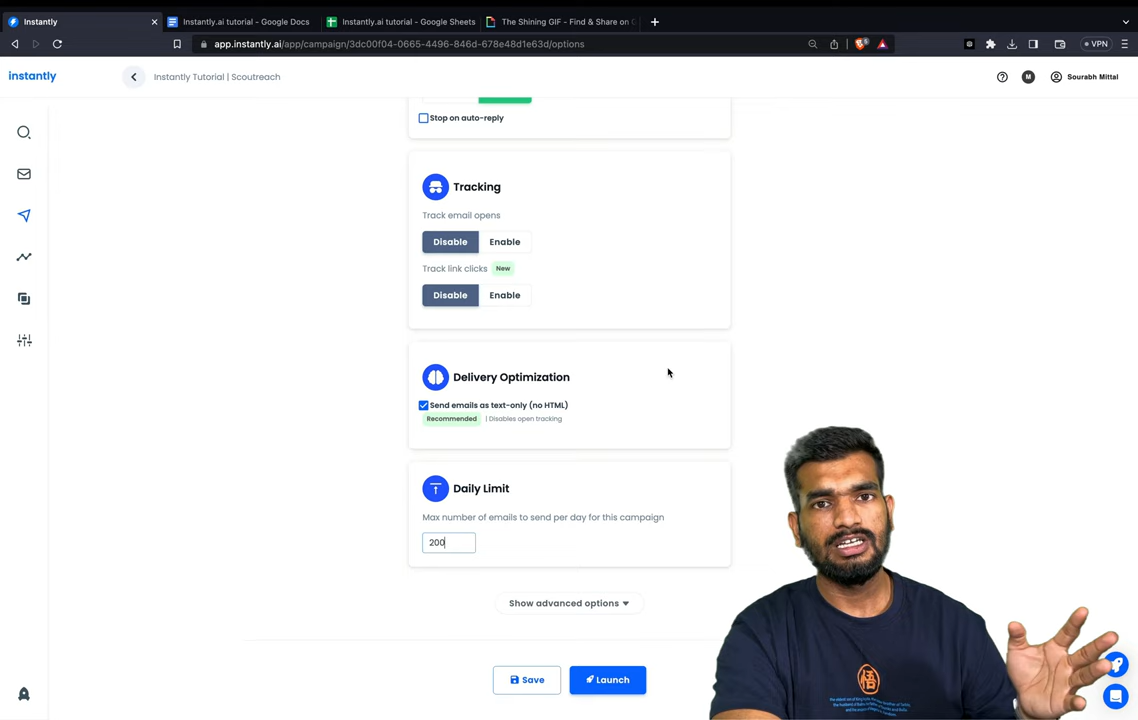 Instantly
Instantly.ai tutorial - Google Docs
Instantly.ai tutorial - Google Sheets
The Shining GIF - Find & Share on G
app.instantly.ai/app/campaign/3dc00f04-0665-4496-846d-678e48d1e63d/options
VPN
instantly
Instantly Tutorial | Scoutreach
M
Sourabh Mittal
Stop on auto-reply
Tracking
Track email opens
Disable
Enable
Track link clicks
New
Disable
Enable
Delivery Optimization
Send emails as text-only (no HTML)
Recommended
| Disables open tracking
Daily Limit
Max number of emails to send per day for this campaign
200
Show advanced options
Save
Launch
悟